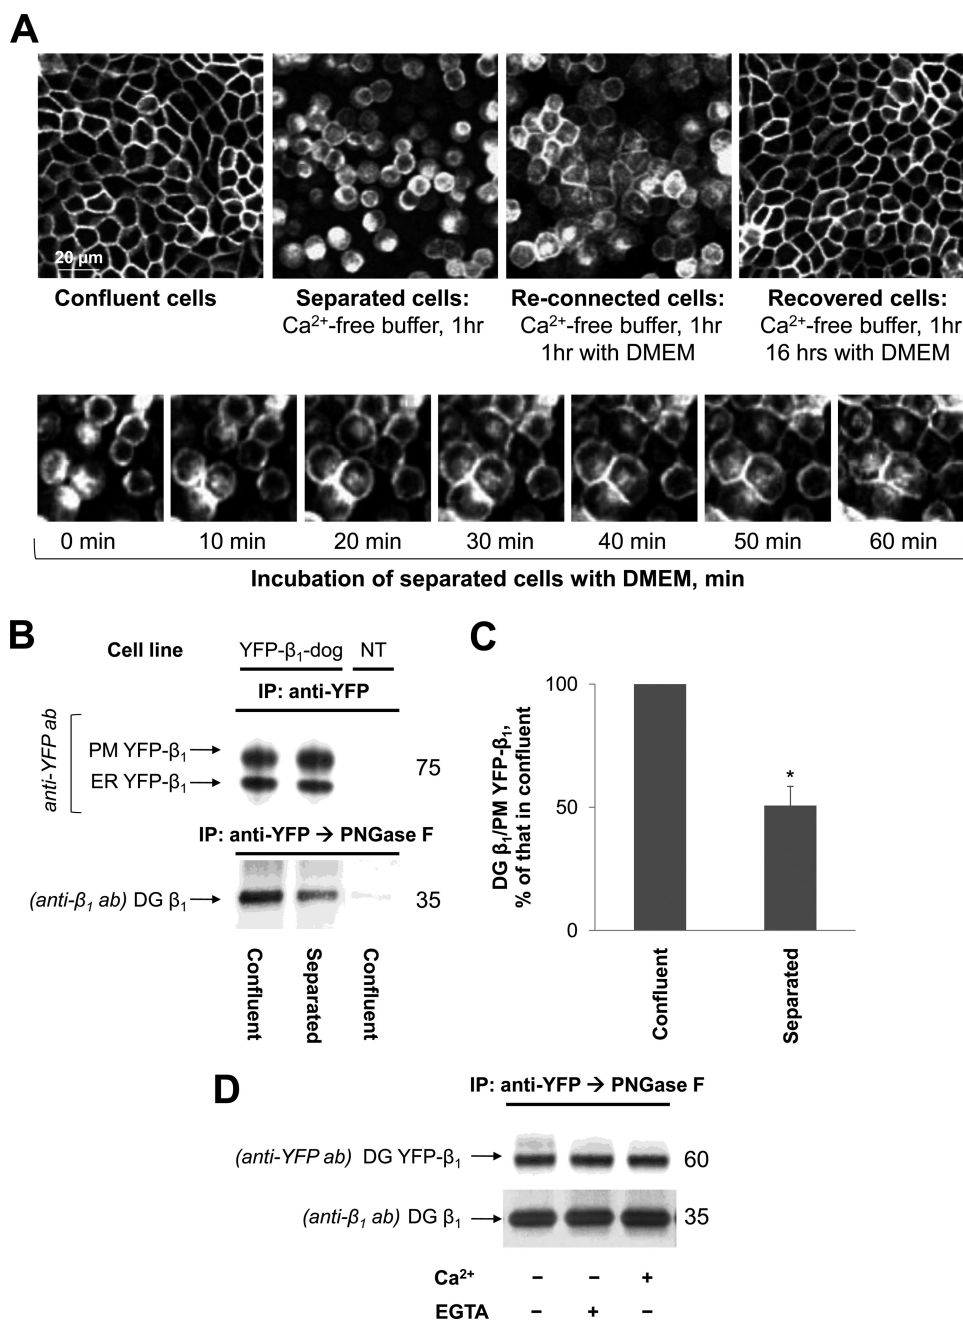 A
20 µm
Confluent cells
Separated cells:
Ca²⁺-free buffer, 1hr
Re-connected cells:
Ca²⁺-free buffer, 1hr
1hr with DMEM
Recovered cells:
Ca²⁺-free buffer, 1hr
16 hrs with DMEM
0 min 10 min 20 min 30 min 40 min 50 min 60 min
Incubation of separated cells with DMEM, min
B
Cell line YFP-β₁-dog NT
IP: anti-YFP
anti-YFP ab
PM YFP-β₁
ER YFP-β₁
75
IP: anti-YFP → PNGase F
(anti-β₁ ab) DG β₁ 35
Confluent
Separated
Confluent
C
DG β₁/PM YFP-β₁,
% of that in confluent
100
50
0
*
Confluent
Separated
D
IP: anti-YFP → PNGase F
(anti-YFP ab) DG YFP-β₁ 60
(anti-β₁ ab) DG β₁ 35
Ca²⁺ − − +
EGTA − + −